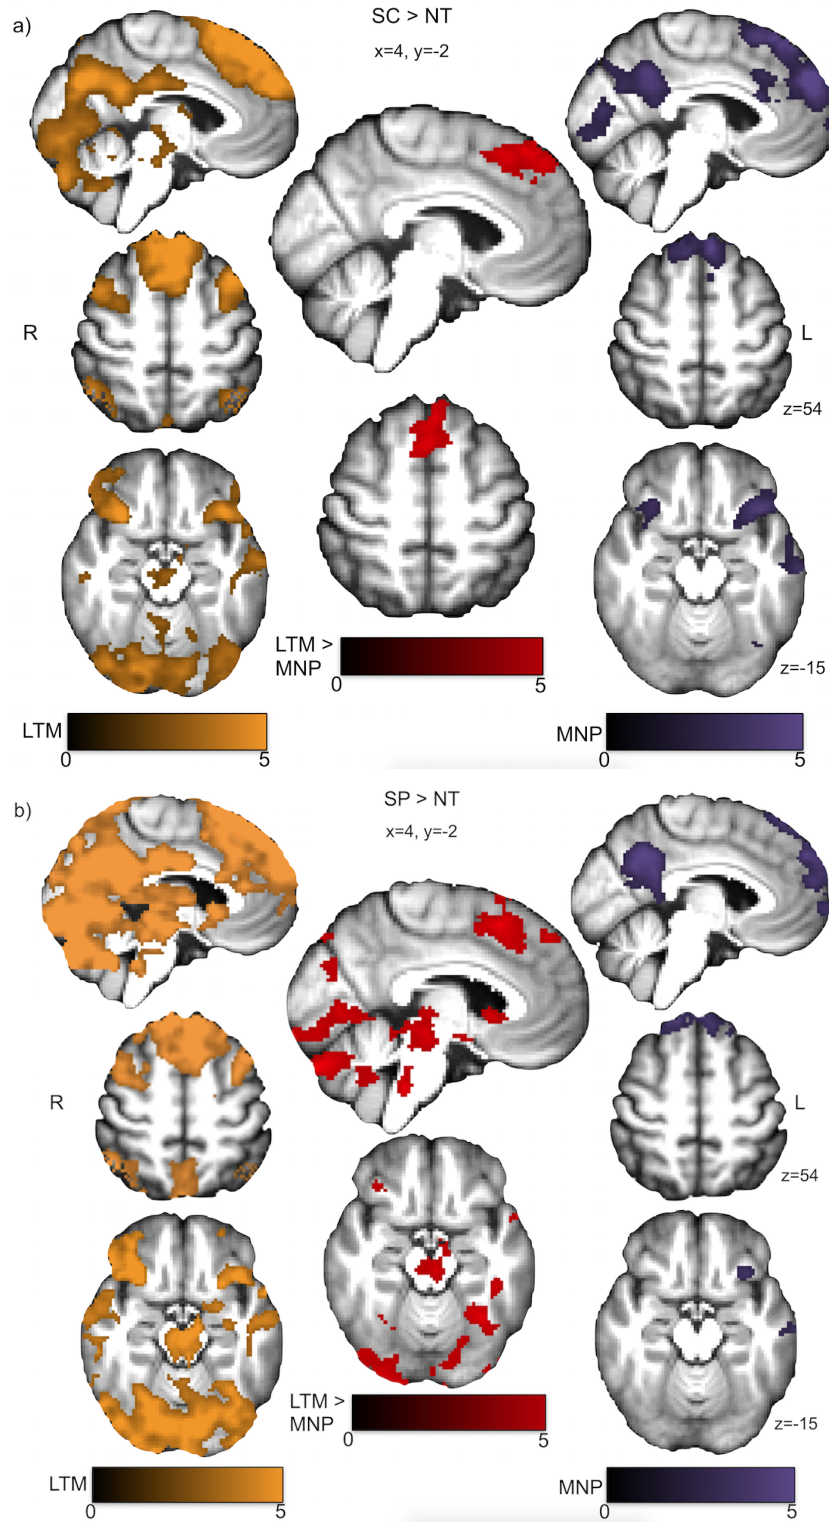 a)
SC > NT
x=4, y=-2
R
L
z=54
LTM >
MNP
0
5
z=-15
LTM
0
5
MNP
0
5
b)
SP > NT
x=4, y=-2
R
L
z=54
LTM >
MNP
0
5
z=-15
LTM
0
5
MNP
0
5